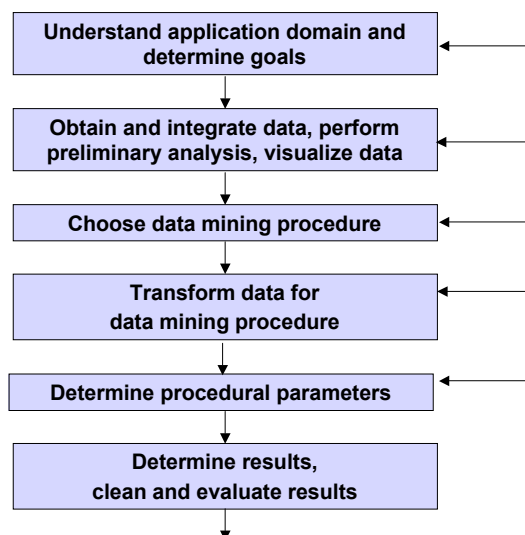 Understand application domain and
determine goals
Obtain and integrate data, perform
preliminary analysis, visualize data
Choose data mining procedure
Transform data for
data mining procedure
Determine procedural parameters
Determine results,
clean and evaluate results